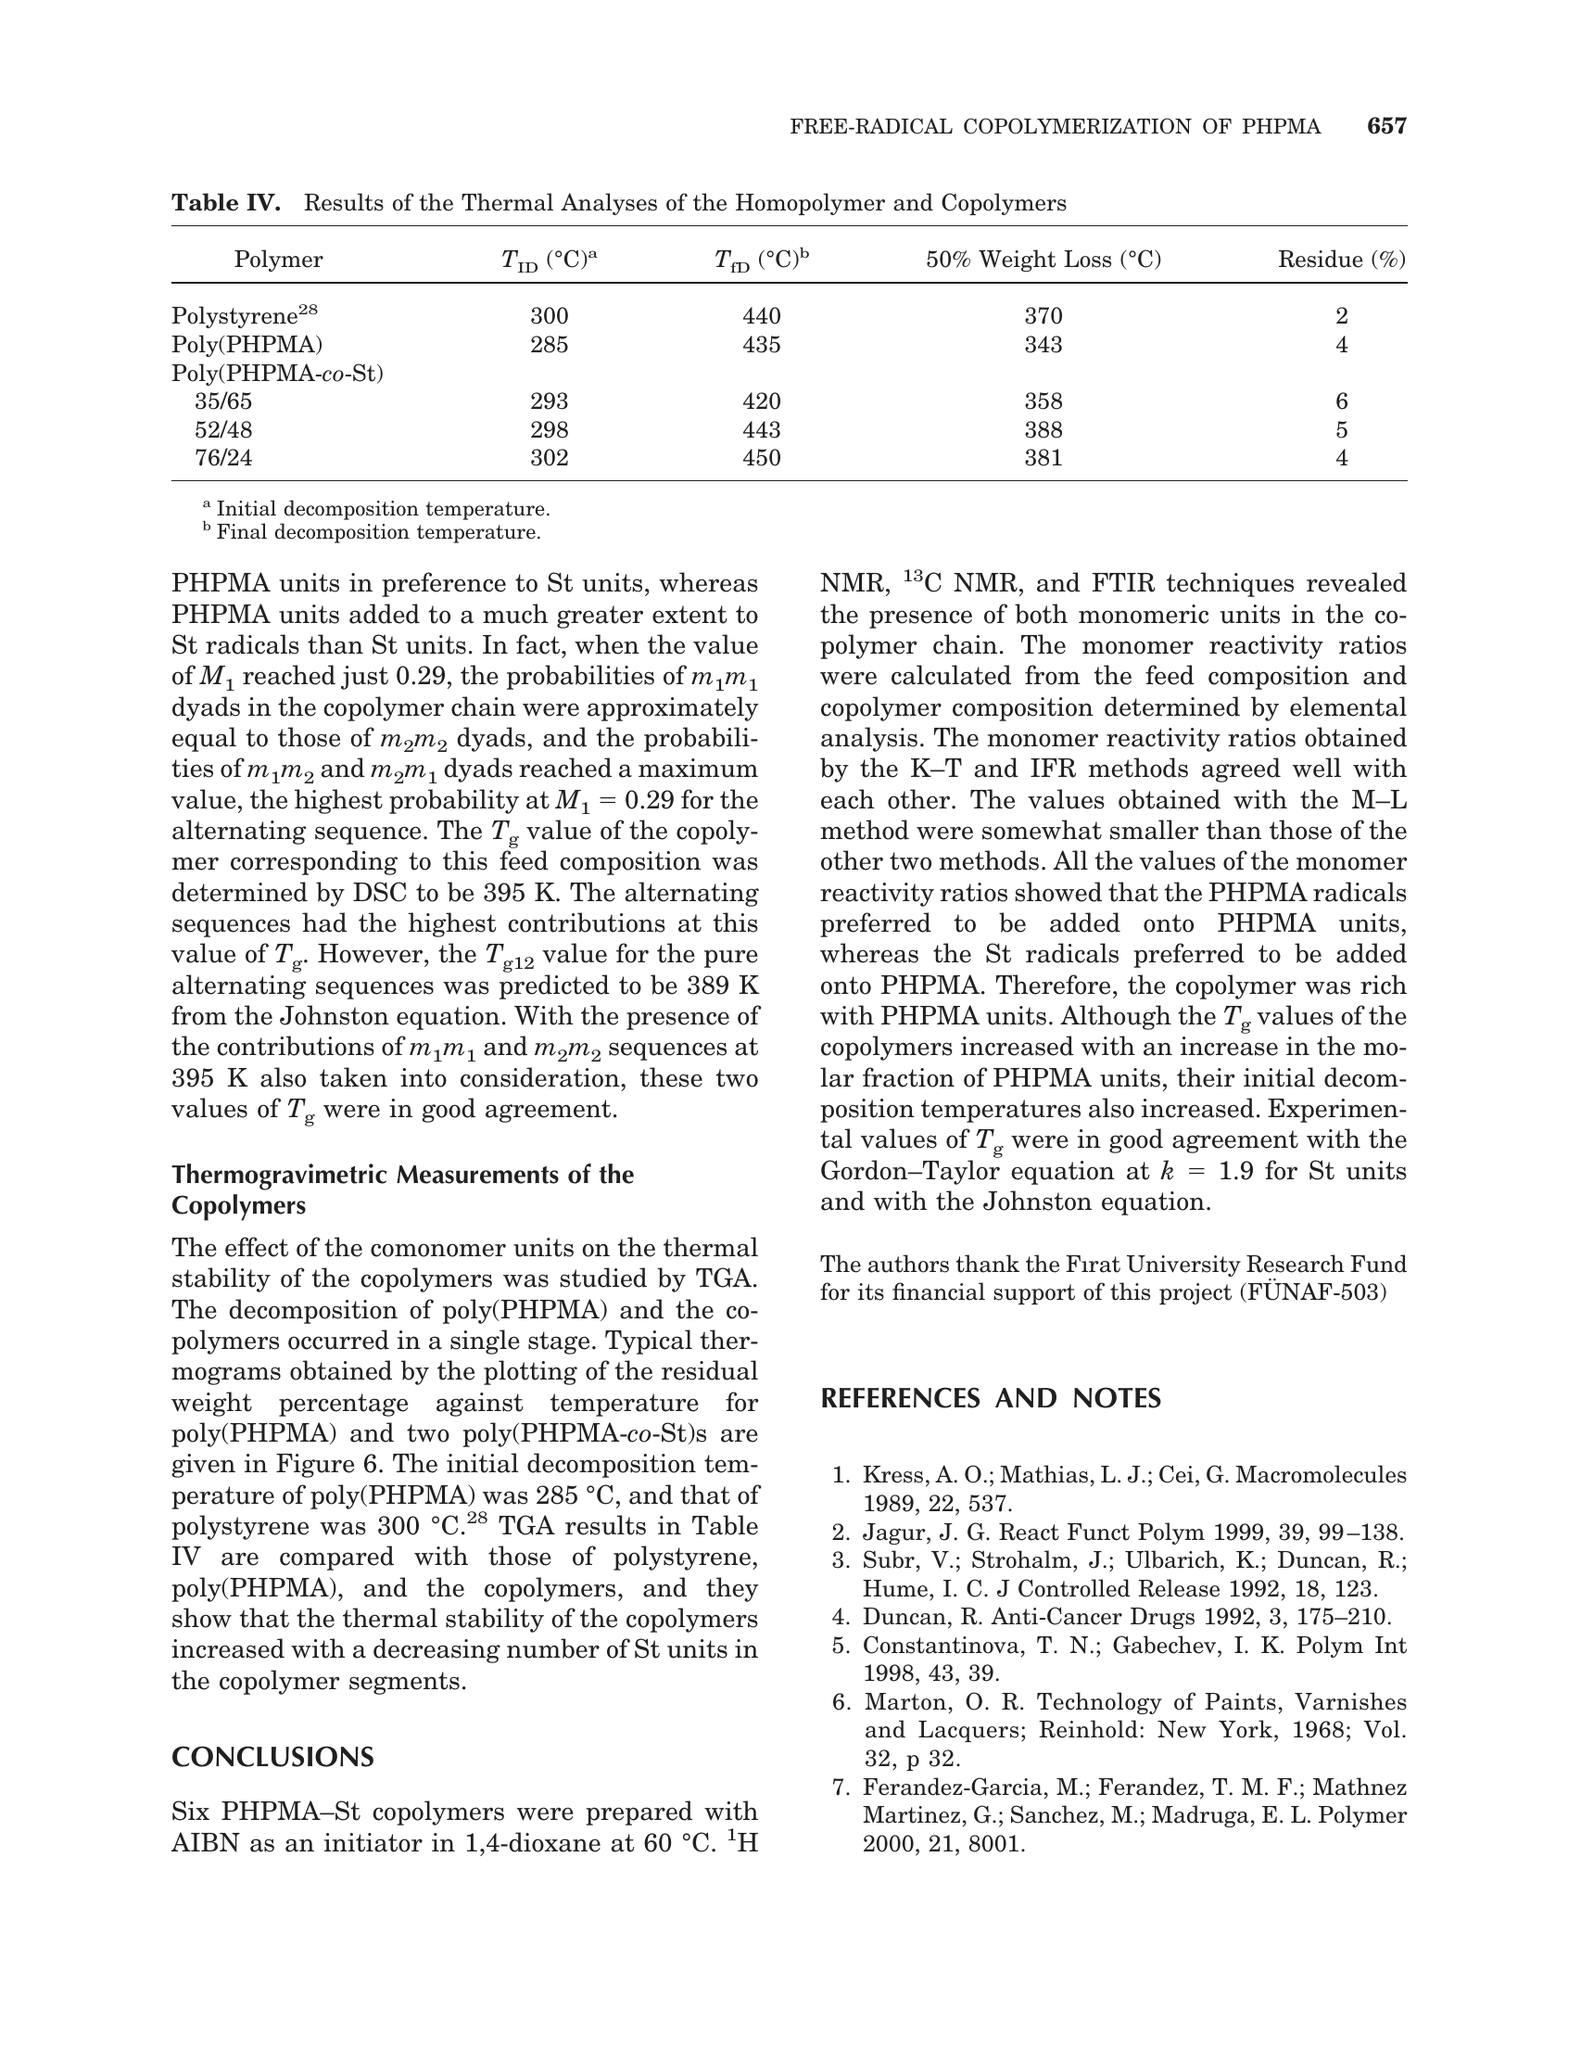 FREE-RADICAL COPOLYMERIZATION OF PHPMA 657
Table IV. Results of the Thermal Analyses of the Homopolymer and Copolymers
Polymer T_ID (°C)^a T_fD (°C)^b 50% Weight Loss (°C) Residue (%)
Polystyrene^28 300 440 370 2
Poly(PHPMA) 285 435 343 4
Poly(PHPMA-co-St)
35/65 293 420 358 6
52/48 298 443 388 5
76/24 302 450 381 4
^a Initial decomposition temperature.
^b Final decomposition temperature.
PHPMA units in preference to St units, whereas
PHPMA units added to a much greater extent to
St radicals than St units. In fact, when the value
of M_1 reached just 0.29, the probabilities of m_1m_1
dyads in the copolymer chain were approximately
equal to those of m_2m_2 dyads, and the probabili-
ties of m_1m_2 and m_2m_1 dyads reached a maximum
value, the highest probability at M_1 = 0.29 for the
alternating sequence. The T_g value of the copoly-
mer corresponding to this feed composition was
determined by DSC to be 395 K. The alternating
sequences had the highest contributions at this
value of T_g. However, the T_g12 value for the pure
alternating sequences was predicted to be 389 K
from the Johnston equation. With the presence of
the contributions of m_1m_1 and m_2m_2 sequences at
395 K also taken into consideration, these two
values of T_g were in good agreement.
Thermogravimetric Measurements of the
Copolymers
The effect of the comonomer units on the thermal
stability of the copolymers was studied by TGA.
The decomposition of poly(PHPMA) and the co-
polymers occurred in a single stage. Typical ther-
mograms obtained by the plotting of the residual
weight percentage against temperature for
poly(PHPMA) and two poly(PHPMA-co-St)s are
given in Figure 6. The initial decomposition tem-
perature of poly(PHPMA) was 285 °C, and that of
polystyrene was 300 °C.^28 TGA results in Table
IV are compared with those of polystyrene,
poly(PHPMA), and the copolymers, and they
show that the thermal stability of the copolymers
increased with a decreasing number of St units in
the copolymer segments.
CONCLUSIONS
Six PHPMA–St copolymers were prepared with
AIBN as an initiator in 1,4-dioxane at 60 °C. ^1H
NMR, ^13C NMR, and FTIR techniques revealed
the presence of both monomeric units in the co-
polymer chain. The monomer reactivity ratios
were calculated from the feed composition and
copolymer composition determined by elemental
analysis. The monomer reactivity ratios obtained
by the K–T and IFR methods agreed well with
each other. The values obtained with the M–L
method were somewhat smaller than those of the
other two methods. All the values of the monomer
reactivity ratios showed that the PHPMA radicals
preferred to be added onto PHPMA units,
whereas the St radicals preferred to be added
onto PHPMA. Therefore, the copolymer was rich
with PHPMA units. Although the T_g values of the
copolymers increased with an increase in the mo-
lar fraction of PHPMA units, their initial decom-
position temperatures also increased. Experimen-
tal values of T_g were in good agreement with the
Gordon–Taylor equation at k = 1.9 for St units
and with the Johnston equation.
The authors thank the Fırat University Research Fund
for its financial support of this project (FÜNAF-503)
REFERENCES AND NOTES
1. Kress, A. O.; Mathias, L. J.; Cei, G. Macromolecules
1989, 22, 537.
2. Jagur, J. G. React Funct Polym 1999, 39, 99–138.
3. Subr, V.; Strohalm, J.; Ulbarich, K.; Duncan, R.;
Hume, I. C. J Controlled Release 1992, 18, 123.
4. Duncan, R. Anti-Cancer Drugs 1992, 3, 175–210.
5. Constantinova, T. N.; Gabechev, I. K. Polym Int
1998, 43, 39.
6. Marton, O. R. Technology of Paints, Varnishes
and Lacquers; Reinhold: New York, 1968; Vol.
32, p 32.
7. Ferandez-Garcia, M.; Ferandez, T. M. F.; Mathnez
Martinez, G.; Sanchez, M.; Madruga, E. L. Polymer
2000, 21, 8001.